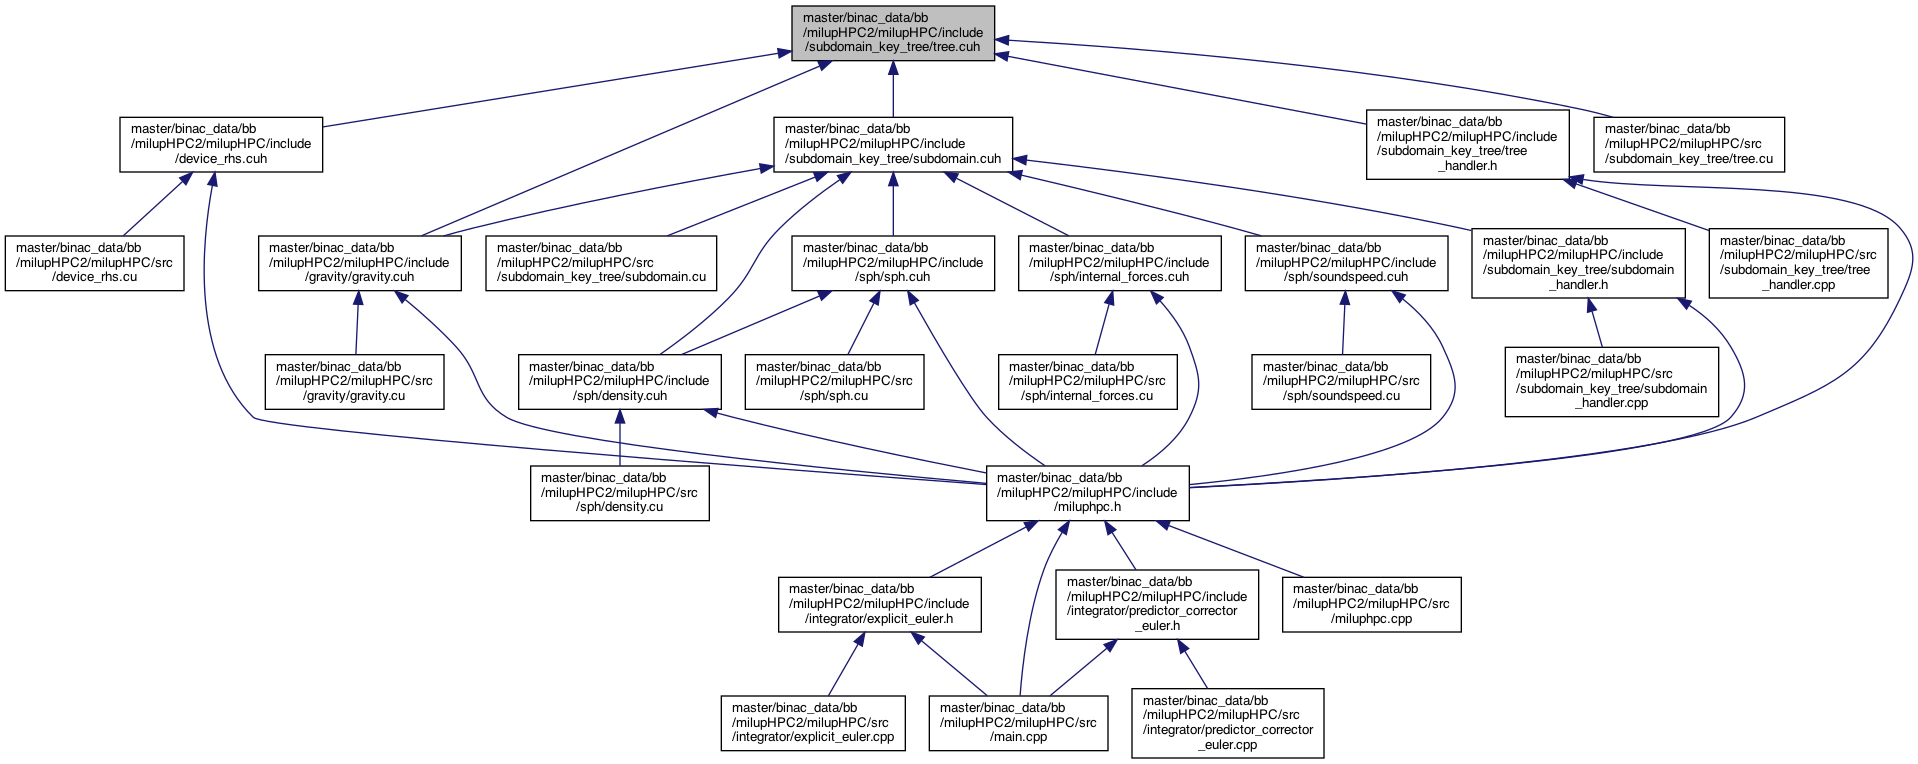 master/binac_data/bb
/milupHPC2/milupHPC/include
/subdomain_key_tree/tree.cuh
master/binac_data/bb
/milupHPC2/milupHPC/include
/device_rhs.cuh
master/binac_data/bb
/milupHPC2/milupHPC/include
/subdomain_key_tree/subdomain.cuh
master/binac_data/bb
/milupHPC2/milupHPC/include
/subdomain_key_tree/tree
_handler.h
master/binac_data/bb
/milupHPC2/milupHPC/src
/subdomain_key_tree/tree.cu
master/binac_data/bb
/milupHPC2/milupHPC/src
/device_rhs.cu
master/binac_data/bb
/milupHPC2/milupHPC/include
/gravity/gravity.cuh
master/binac_data/bb
/milupHPC2/milupHPC/src
/subdomain_key_tree/subdomain.cu
master/binac_data/bb
/milupHPC2/milupHPC/include
/sph/sph.cuh
master/binac_data/bb
/milupHPC2/milupHPC/include
/sph/internal_forces.cuh
master/binac_data/bb
/milupHPC2/milupHPC/include
/sph/soundspeed.cuh
master/binac_data/bb
/milupHPC2/milupHPC/include
/subdomain_key_tree/subdomain
_handler.h
master/binac_data/bb
/milupHPC2/milupHPC/src
/subdomain_key_tree/tree
_handler.cpp
master/binac_data/bb
/milupHPC2/milupHPC/src
/gravity/gravity.cu
master/binac_data/bb
/milupHPC2/milupHPC/include
/sph/density.cuh
master/binac_data/bb
/milupHPC2/milupHPC/src
/sph/sph.cu
master/binac_data/bb
/milupHPC2/milupHPC/src
/sph/internal_forces.cu
master/binac_data/bb
/milupHPC2/milupHPC/src
/sph/soundspeed.cu
master/binac_data/bb
/milupHPC2/milupHPC/src
/subdomain_key_tree/subdomain
_handler.cpp
master/binac_data/bb
/milupHPC2/milupHPC/src
/sph/density.cu
master/binac_data/bb
/milupHPC2/milupHPC/include
/miluphpc.h
master/binac_data/bb
/milupHPC2/milupHPC/include
/integrator/explicit_euler.h
master/binac_data/bb
/milupHPC2/milupHPC/include
/integrator/predictor_corrector
_euler.h
master/binac_data/bb
/milupHPC2/milupHPC/src
/miluphpc.cpp
master/binac_data/bb
/milupHPC2/milupHPC/src
/integrator/explicit_euler.cpp
master/binac_data/bb
/milupHPC2/milupHPC/src
/main.cpp
master/binac_data/bb
/milupHPC2/milupHPC/src
/integrator/predictor_corrector
_euler.cpp